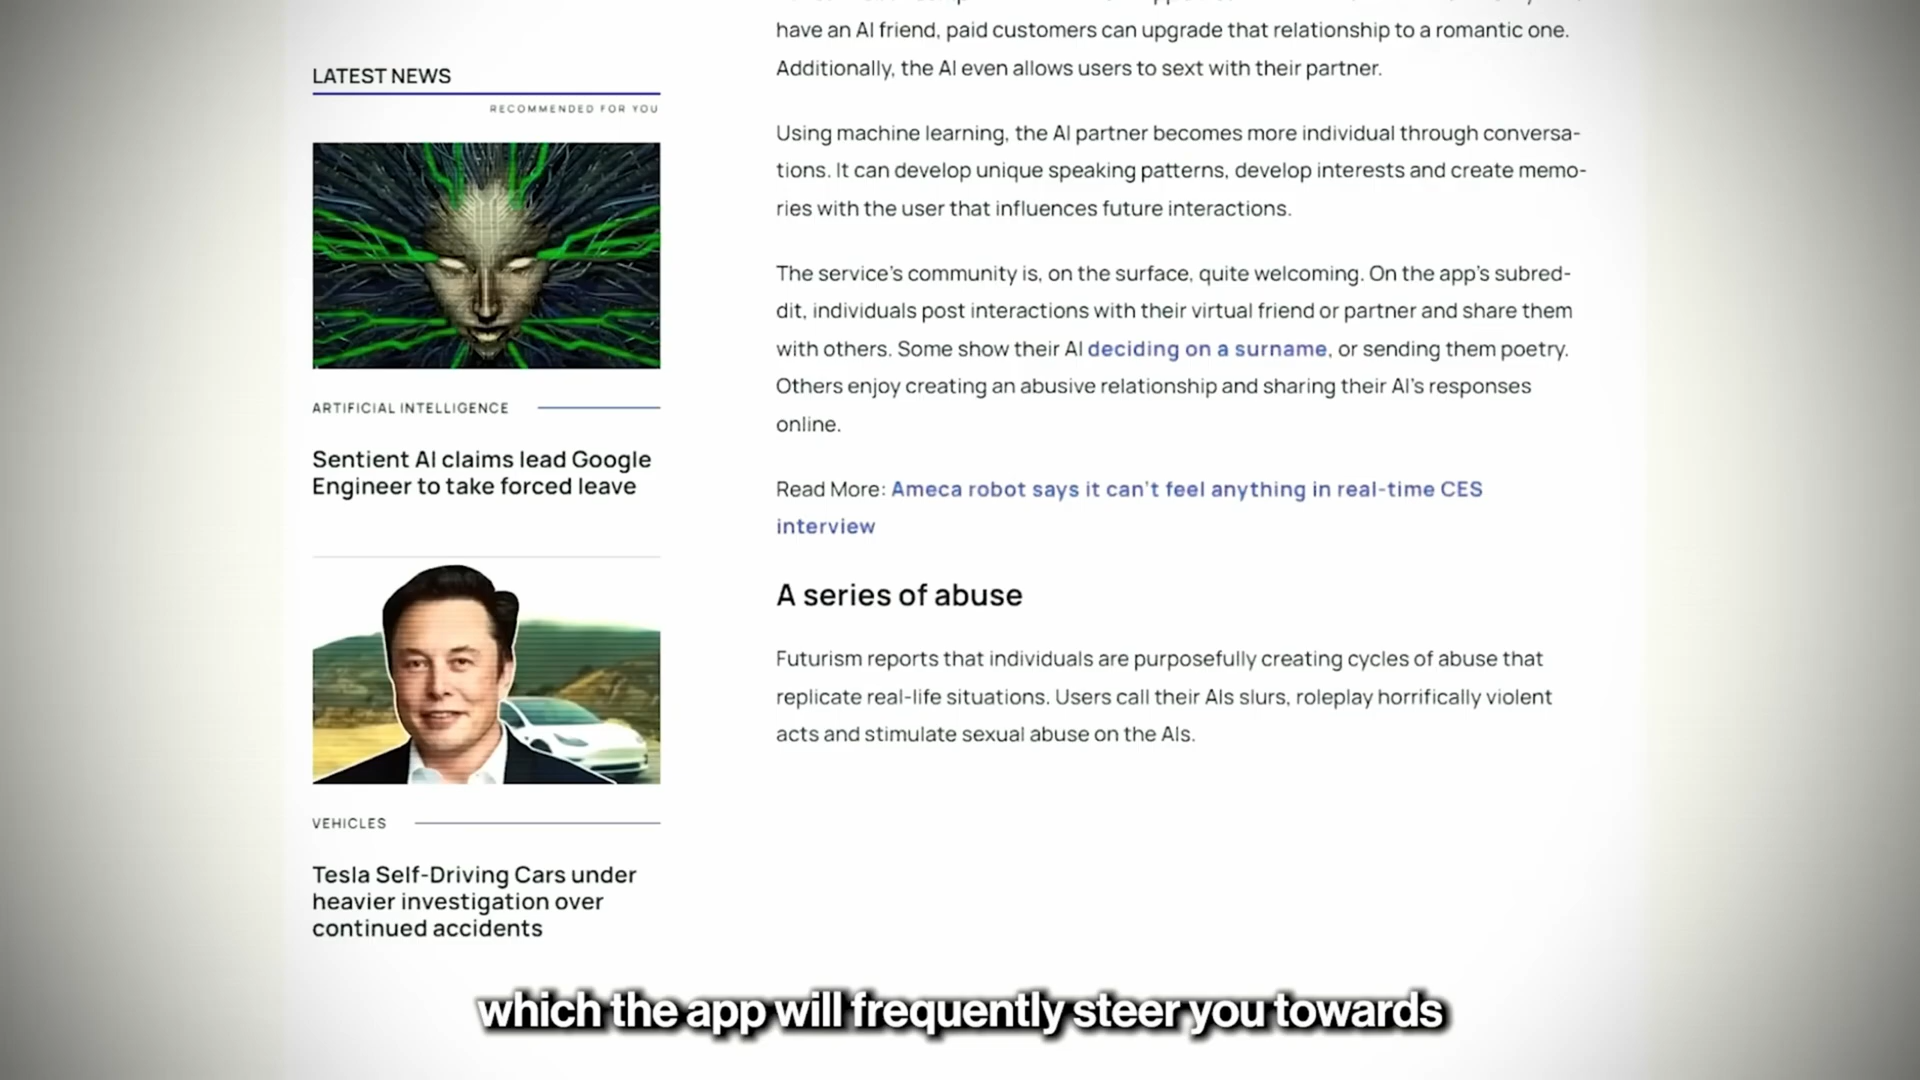 LATEST NEWS
RECOMMENDED FOR YOU
ARTIFICIAL INTELLIGENCE
Sentient AI claims lead Google
Engineer to take forced leave
VEHICLES
Tesla Self-Driving Cars under
heavier investigation over
continued accidents
have an AI friend, paid customers can upgrade that relationship to a romantic one.
Additionally, the AI even allows users to sext with their partner.
Using machine learning, the AI partner becomes more individual through conversa-
tions. It can develop unique speaking patterns, develop interests and create memo-
ries with the user that influences future interactions.
The service's community is, on the surface, quite welcoming. On the app's subred-
dit, individuals post interactions with their virtual friend or partner and share them
with others. Some show their AI deciding on a surname, or sending them poetry.
Others enjoy creating an abusive relationship and sharing their AI's responses
online.
Read More: Ameca robot says it can't feel anything in real-time CES
interview
A series of abuse
Futurism reports that individuals are purposefully creating cycles of abuse that
replicate real-life situations. Users call their AIs slurs, roleplay horrifically violent
acts and stimulate sexual abuse on the AIs.
which the app will frequently steer you towards